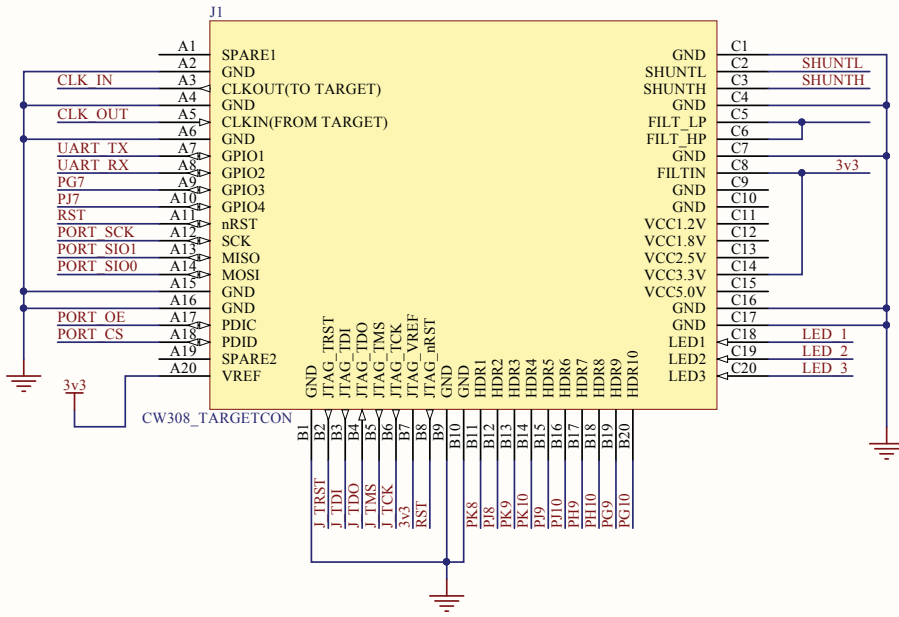 J1
A1 SPARE1
A2 GND
CLK_IN A3 CLKOUT(TO TARGET)
A4 GND
CLK_OUT A5 CLKIN(FROM TARGET)
A6 GND
UART_TX A7 GPIO1
UART_RX A8 GPIO2
PG7 A9 GPIO3
PJ7 A10 GPIO4
RST A11 nRST
PORT_SCK A12 SCK
PORT_SIO1 A13 MISO
PORT_SIO0 A14 MOSI
A15 GND
A16 GND
PORT_OE A17 PDIC
PORT_CS A18 PDID
A19 SPARE2
A20 VREF
3v3
CW308_TARGETCON
GND C1
SHUNTL C2 SHUNTL
SHUNTH C3 SHUNTH
GND C4
FILT_LP C5
FILT_HP C6
GND C7
FILTIN C8 3v3
GND C9
GND C10
VCC1.2V C11
VCC1.8V C12
VCC2.5V C13
VCC3.3V C14
VCC5.0V C15
GND C16
GND C17
LED1 C18 LED_1
LED2 C19 LED_2
LED3 C20 LED_3
GND B1
JTAG_TRST B2 J_TRST
JTAG_TDI B3 J_TDI
JTAG_TDO B4 J_TDO
JTAG_TMS B5 J_TMS
JTAG_TCK B6 J_TCK
JTAG_VREF B7 3v3
JTAG_nRST B8 RST
GND B9
GND B10
HDR1 B11 PK8
HDR2 B12 PJ8
HDR3 B13 PK9
HDR4 B14 PK10
HDR5 B15 PJ9
HDR6 B16 PJ10
HDR7 B17 PH9
HDR8 B18 PH10
HDR9 B19 PG9
HDR10 B20 PG10